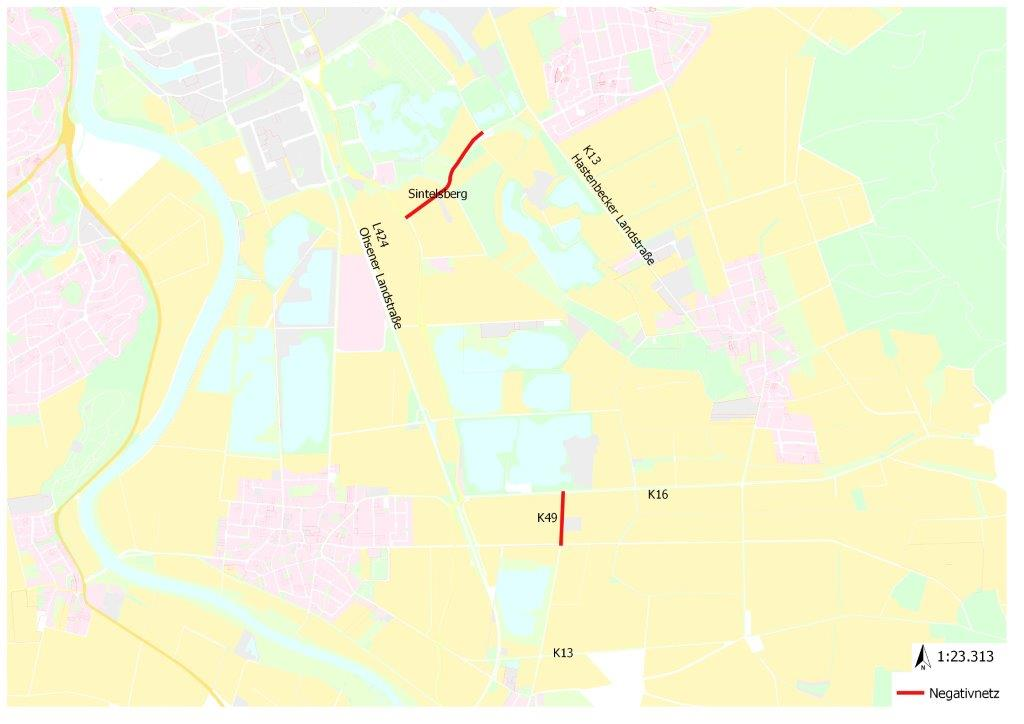 K13
Hastenbecker Landstraße
Sintelsberg
L424
Ohsener Landstraße
K16
K49
K13
N
1:23.313
Negativnetz